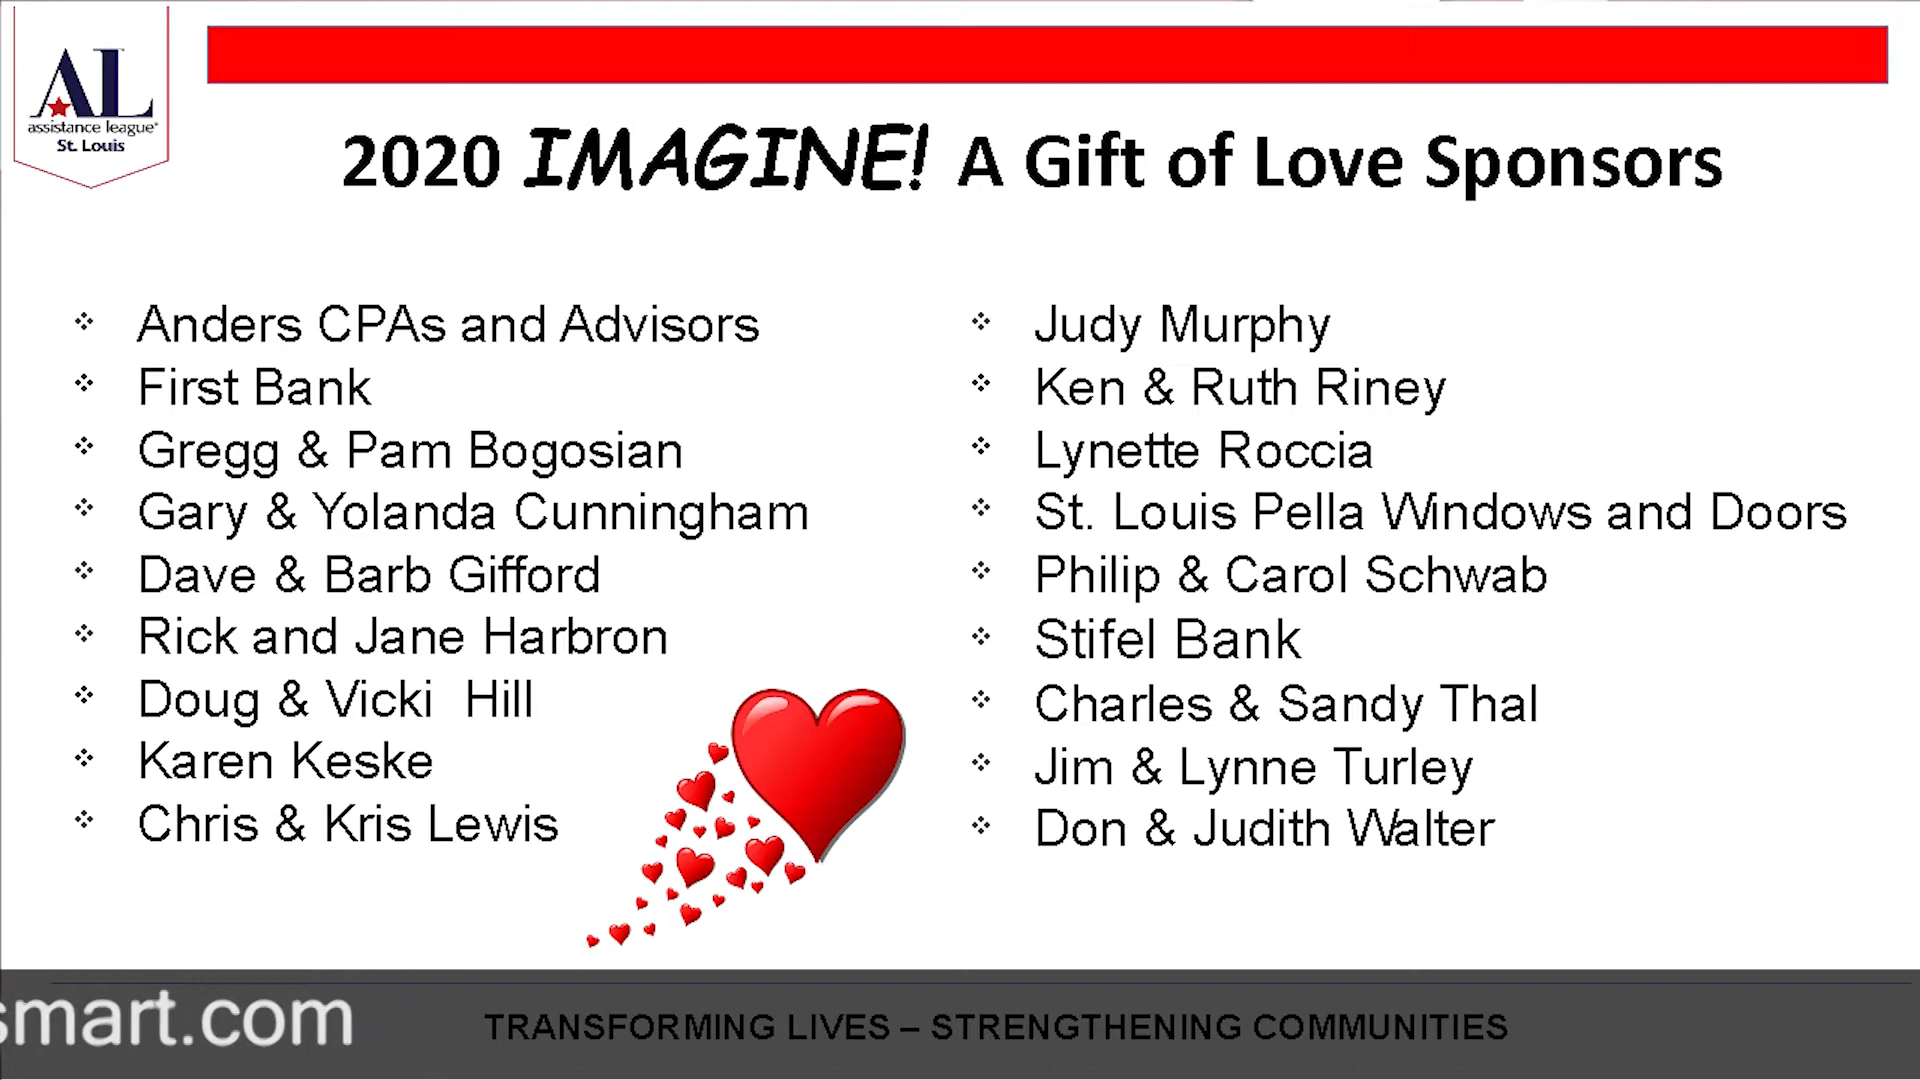 AL
assistance league®
St. Louis
2020 IMAGINE! A Gift of Love Sponsors
Anders CPAs and Advisors
First Bank
Gregg & Pam Bogosian
Gary & Yolanda Cunningham
Dave & Barb Gifford
Rick and Jane Harbron
Doug & Vicki Hill
Karen Keske
Chris & Kris Lewis
Judy Murphy
Ken & Ruth Riney
Lynette Roccia
St. Louis Pella Windows and Doors
Philip & Carol Schwab
Stifel Bank
Charles & Sandy Thal
Jim & Lynne Turley
Don & Judith Walter
smart.com
TRANSFORMING LIVES – STRENGTHENING COMMUNITIES